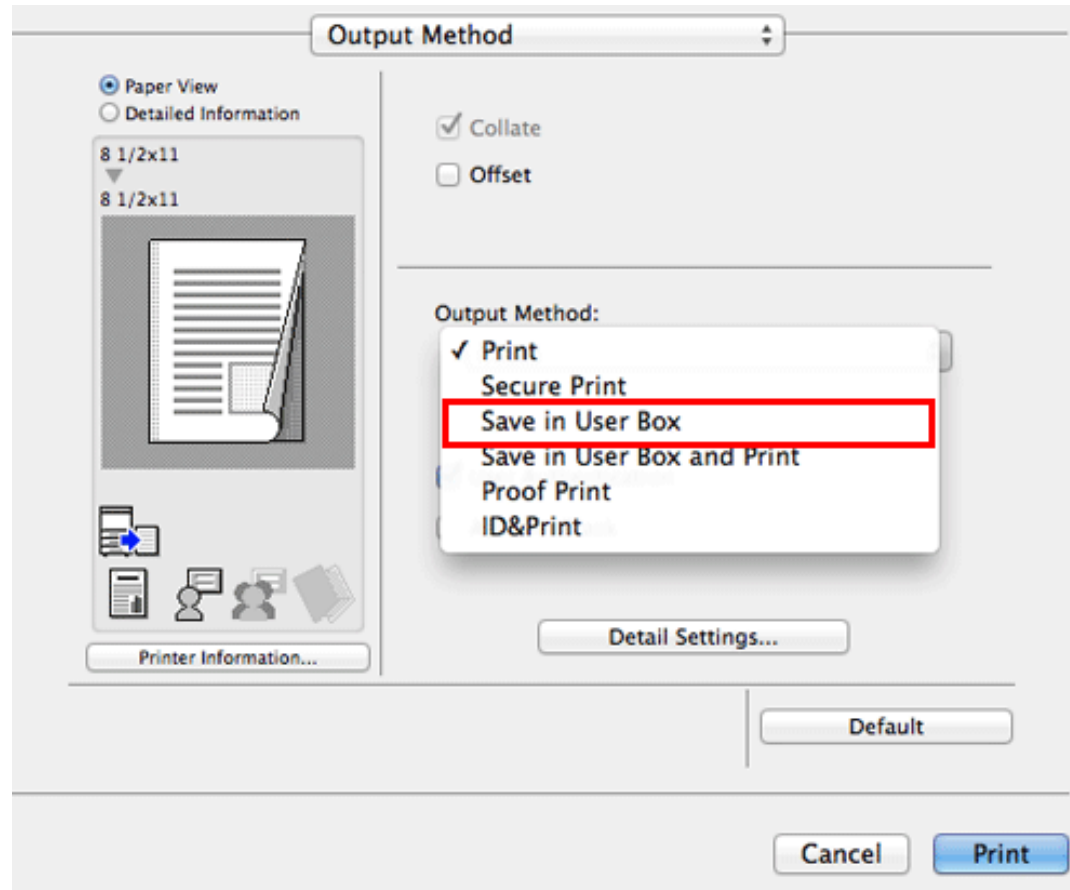 Output Method
Paper View
Detailed Information
8 1/2x11
8 1/2x11
Printer Information...
Collate
Offset
Output Method:
Print
Secure Print
Save in User Box
Save in User Box and Print
Proof Print
ID&Print
Detail Settings...
Default
Cancel
Print